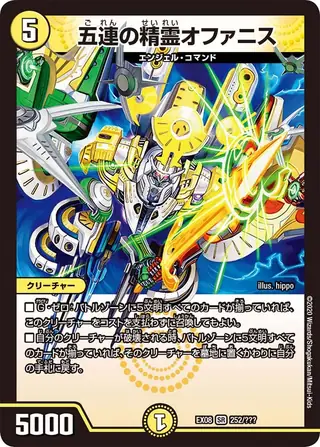 5
ごれん せいれい
五連の精霊オファニス
エンジェル・コマンド
illus. hippo
クリーチャー
■G・ゼロ:バトルゾーンに5文明すべてのカードが揃っていれば、
このクリーチャーをコストを支払わずに召喚してもよい。
■自分のクリーチャーが破壊される時、バトルゾーンに5文明すべての
カードが揃っていれば、そのクリーチャーを墓地に置くかわりに自分
の手札に戻す。
©2020 Wizards/Shogakukan/Mitsui-Kids
5000
1
EX08 SR 252/???